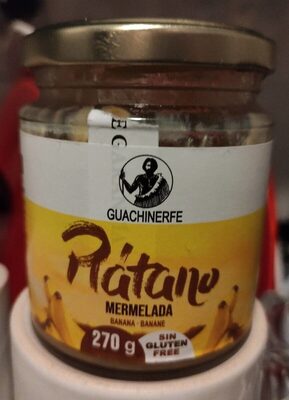 GUACHINERFE
Plátano
MERMELADA
BANANA · BANANE
270 g
SIN
GLUTEN
FREE